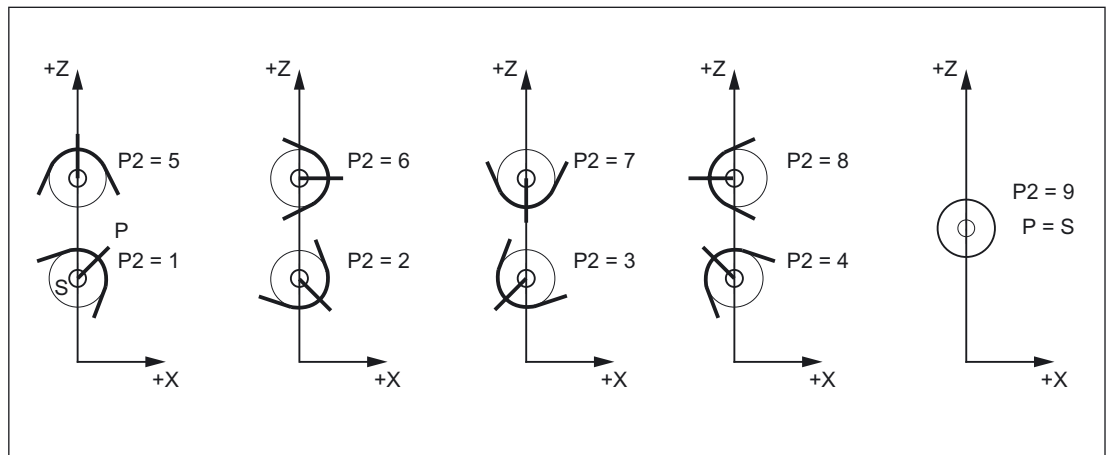 +Z +Z +Z +Z +Z
P2 = 5 P2 = 6 P2 = 7 P2 = 8
P2 = 9
P
P = S
P2 = 1 P2 = 2 P2 = 3 P2 = 4
S
+X +X +X +X +X